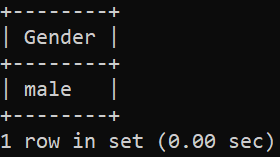 +--------+
| Gender |
+--------+
| male   |
+--------+
1 row in set (0.00 sec)